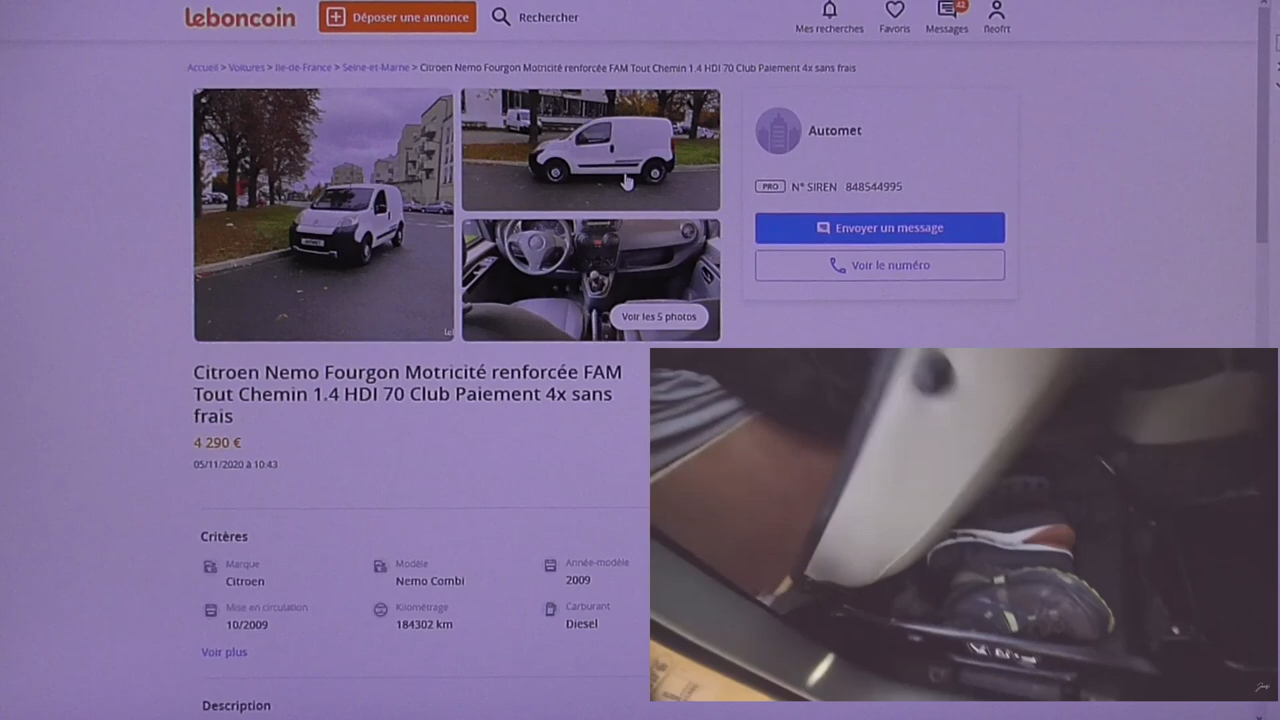 leboncoin
Déposer une annonce
Rechercher
Mes recherches
Favoris
42
Messages
Accueil > Voitures > Ile-de-France > Seine-et-Marne > Citroen Nemo Fourgon Motricité renforcée FAM Tout Chemin 1.4 HDI 70 Club Paiement 4x sans frais
Automet
PRO N° SIREN 848544995
Envoyer un message
Voir le numéro
Voir les 5 photos
Citroen Nemo Fourgon Motricité renforcée FAM
Tout Chemin 1.4 HDI 70 Club Paiement 4x sans
frais
4 290 €
05/11/2020 à 10:43
Critères
Marque
Citroen
Modèle
Nemo Combi
Année-modèle
2009
Mise en circulation
10/2009
Kilométrage
184302 km
Carburant
Diesel
Voir plus
Description